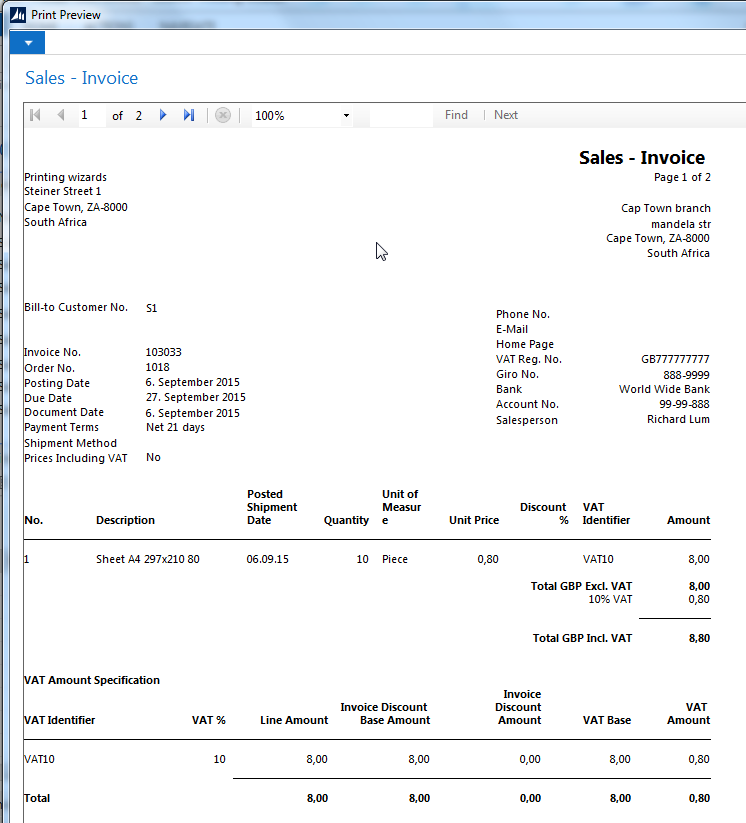 Print Preview
Sales - Invoice
1 of 2 100% Find Next
Sales - Invoice
Page 1 of 2
Printing wizards
Steiner Street 1
Cape Town, ZA-8000
South Africa
Cap Town branch
mandela str
Cape Town, ZA-8000
South Africa
Bill-to Customer No. S1
Invoice No. 103033
Order No. 1018
Posting Date 6. September 2015
Due Date 27. September 2015
Document Date 6. September 2015
Payment Terms Net 21 days
Shipment Method
Prices Including VAT No
Phone No.
E-Mail
Home Page
VAT Reg. No. GB777777777
Giro No. 888-9999
Bank World Wide Bank
Account No. 99-99-888
Salesperson Richard Lum
Posted Unit of
Shipment Measur Discount VAT
No. Description Date Quantity e Unit Price % Identifier Amount
1 Sheet A4 297x210 80 06.09.15 10 Piece 0,80 VAT10 8,00
Total GBP Excl. VAT 8,00
10% VAT 0,80
Total GBP Incl. VAT 8,80
VAT Amount Specification
Invoice
Invoice Discount Discount VAT
VAT Identifier VAT % Line Amount Base Amount Amount VAT Base Amount
VAT10 10 8,00 8,00 0,00 8,00 0,80
Total 8,00 8,00 0,00 8,00 0,80